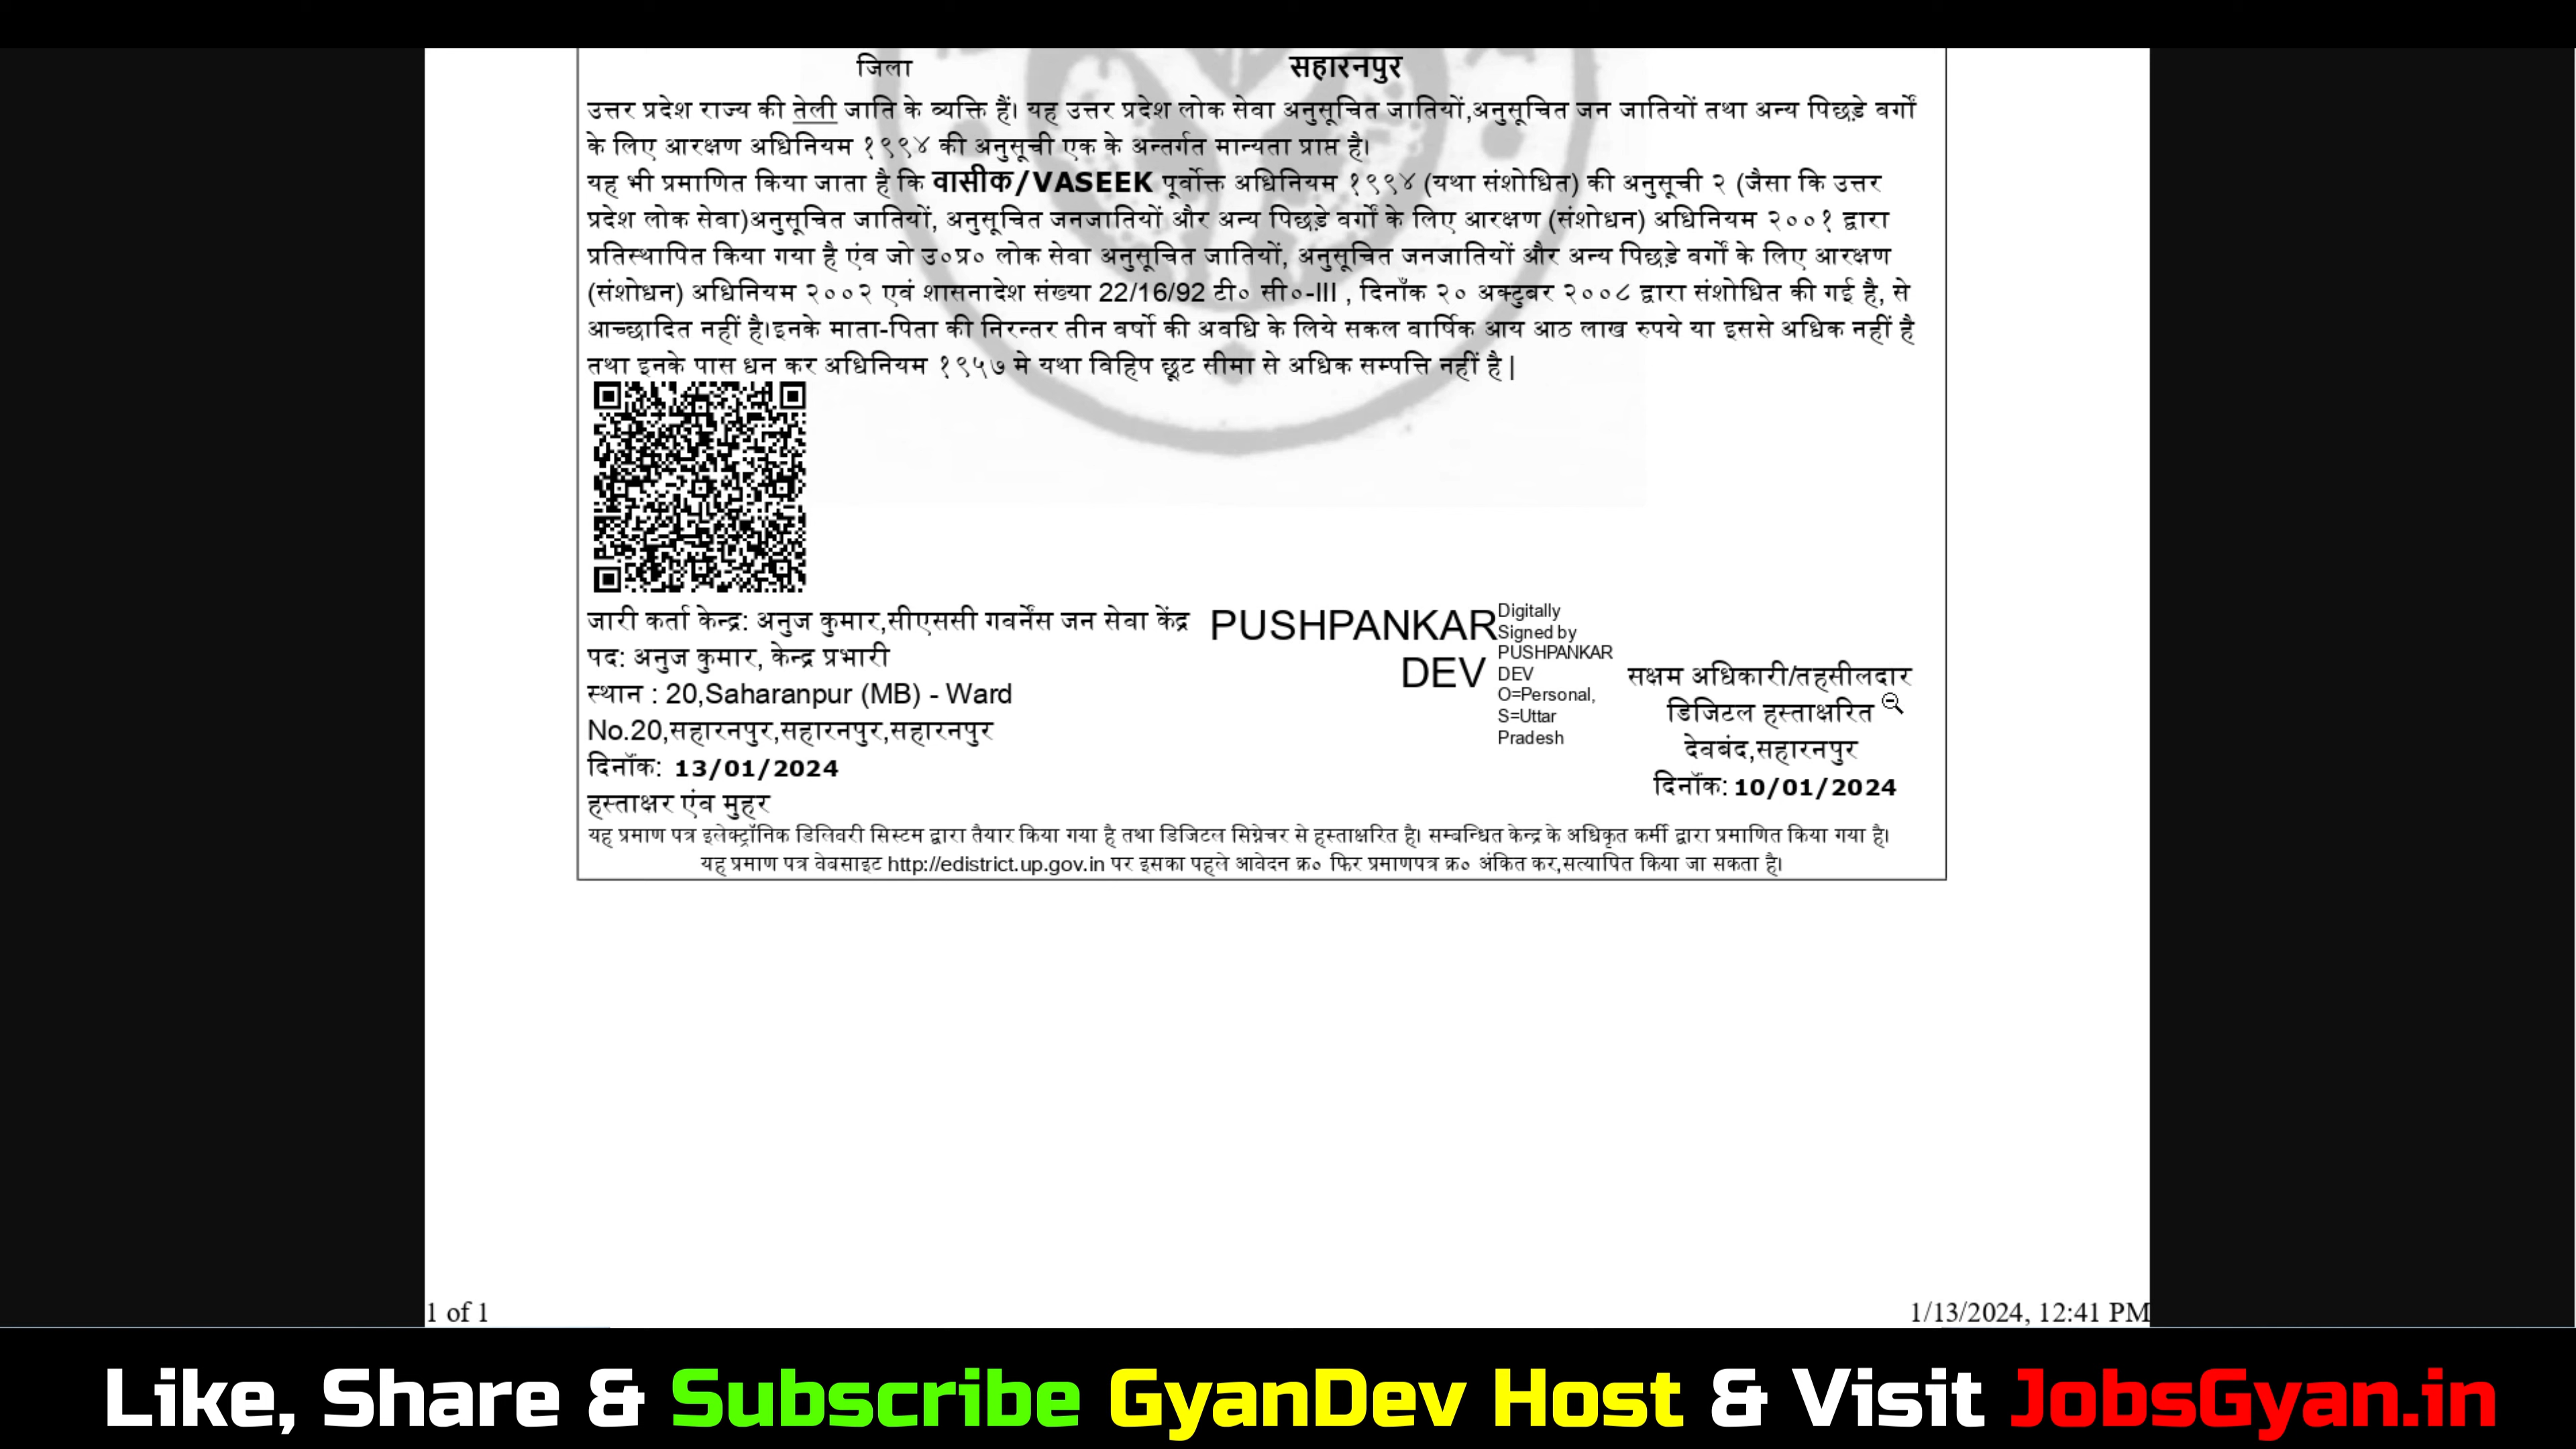 जिला सहारनपुर
उत्तर प्रदेश राज्य की तेली जाति के व्यक्ति हैं। यह उत्तर प्रदेश लोक सेवा अनुसूचित जातियों,अनुसूचित जन जातियों तथा अन्य पिछड़े वर्गों
के लिए आरक्षण अधिनियम १९९४ की अनुसूची एक के अन्तर्गत मान्यता प्राप्त है।
यह भी प्रमाणित किया जाता है कि वासीक/VASEEK पूर्वोक्त अधिनियम १९९४ (यथा संशोधित) की अनुसूची २ (जैसा कि उत्तर
प्रदेश लोक सेवा)अनुसूचित जातियों, अनुसूचित जनजातियों और अन्य पिछड़े वर्गों के लिए आरक्षण (संशोधन) अधिनियम २००१ द्वारा
प्रतिस्थापित किया गया है एंव जो उ०प्र० लोक सेवा अनुसूचित जातियों, अनुसूचित जनजातियों और अन्य पिछड़े वर्गों के लिए आरक्षण
(संशोधन) अधिनियम २००२ एवं शासनादेश संख्या 22/16/92 टी० सी०-III , दिनाँक २० अक्टुबर २००८ द्वारा संशोधित की गई है, से
आच्छादित नहीं है।इनके माता-पिता की निरन्तर तीन वर्षो की अवधि के लिये सकल वार्षिक आय आठ लाख रुपये या इससे अधिक नहीं है
तथा इनके पास धन कर अधिनियम १९५७ मे यथा विहिप छूट सीमा से अधिक सम्पत्ति नहीं है |
जारी कर्ता केन्द्र: अनुज कुमार,सीएससी गवर्नेंस जन सेवा केंद्र
पद: अनुज कुमार, केन्द्र प्रभारी
स्थान : 20,Saharanpur (MB) - Ward
No.20,सहारनपुर,सहारनपुर,सहारनपुर
दिनॉक: 13/01/2024
हस्ताक्षर एंव मुहर
PUSHPANKAR
DEV
Digitally
Signed by
PUSHPANKAR
DEV
O=Personal,
S=Uttar
Pradesh
सक्षम अधिकारी/तहसीलदार
डिजिटल हस्ताक्षरित
देवबंद,सहारनपुर
दिनॉक: 10/01/2024
यह प्रमाण पत्र इलेक्ट्रॉनिक डिलिवरी सिस्टम द्वारा तैयार किया गया है तथा डिजिटल सिग्नेचर से हस्ताक्षरित है। सम्बन्धित केन्द्र के अधिकृत कर्मी द्वारा प्रमाणित किया गया है।
यह प्रमाण पत्र वेबसाइट http://edistrict.up.gov.in पर इसका पहले आवेदन क्र० फिर प्रमाणपत्र क्र० अंकित कर,सत्यापित किया जा सकता है।
1 of 1
1/13/2024, 12:41 PM
Like, Share & Subscribe GyanDev Host & Visit JobsGyan.in